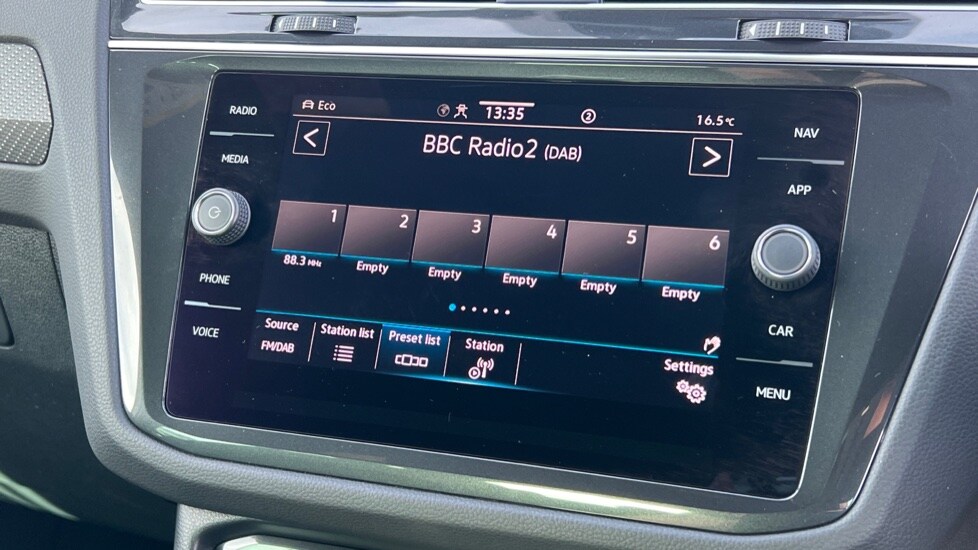 RADIO
MEDIA
PHONE
VOICE
Eco 13:35 2 16.5°C
BBC Radio2 (DAB)
1 2 3 4 5 6
88.3 MHz Empty Empty Empty Empty Empty
Source Station list Preset list Station Settings
FM/DAB
NAV
APP
CAR
MENU